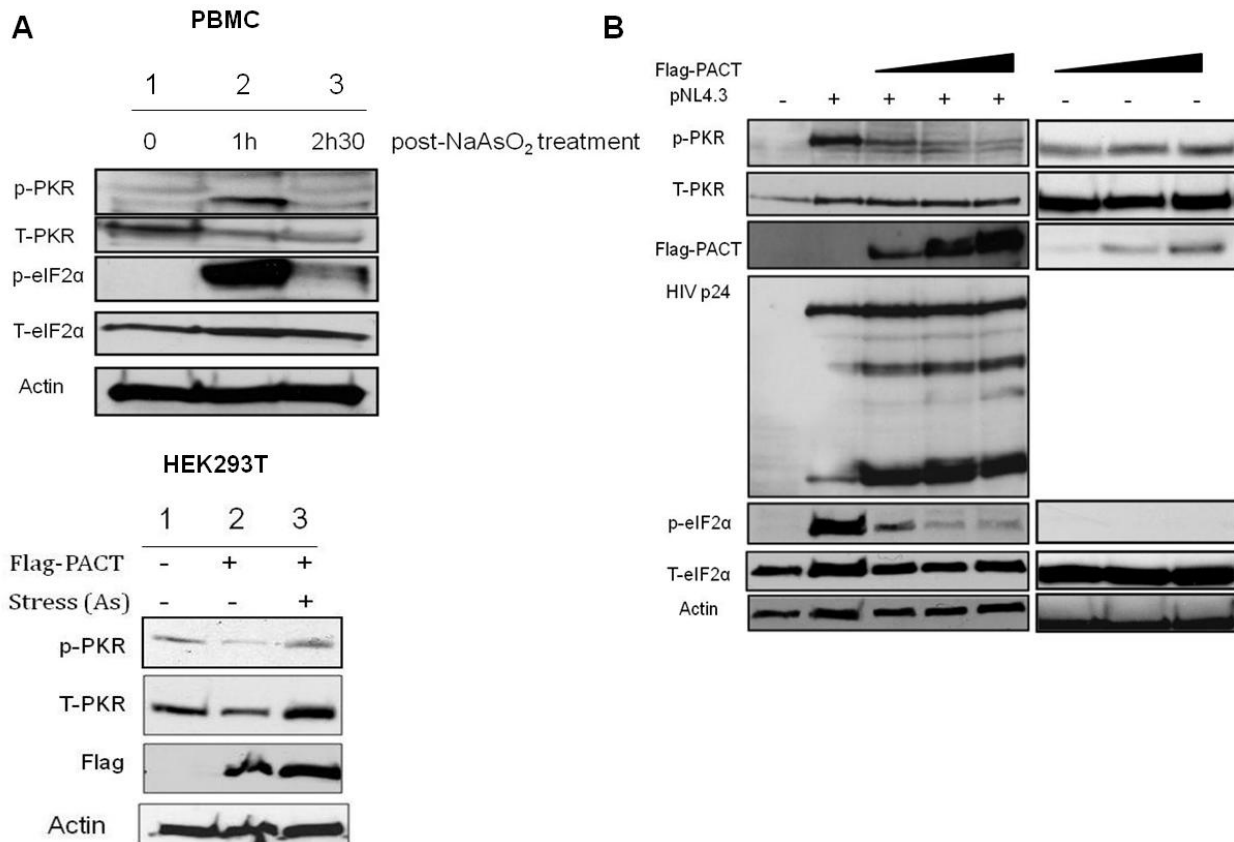 A
PBMC
1 2 3
0 1h 2h30 post-NaAsO2 treatment
p-PKR
T-PKR
p-eIF2α
T-eIF2α
Actin
HEK293T
1 2 3
Flag-PACT - + +
Stress (As) - - +
p-PKR
T-PKR
Flag
Actin
B
Flag-PACT
pNL4.3 - + + + + - - -
p-PKR
T-PKR
Flag-PACT
HIV p24
p-eIF2α
T-eIF2α
Actin